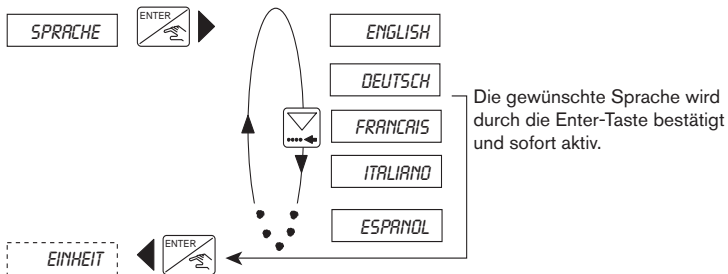 SPRACHE
ENTER
ENGLISH
DEUTSCH
FRANCAIS
ITALIANO
ESPANOL
Die gewünschte Sprache wird
durch die Enter-Taste bestätigt
und sofort aktiv.
EINHEIT
ENTER